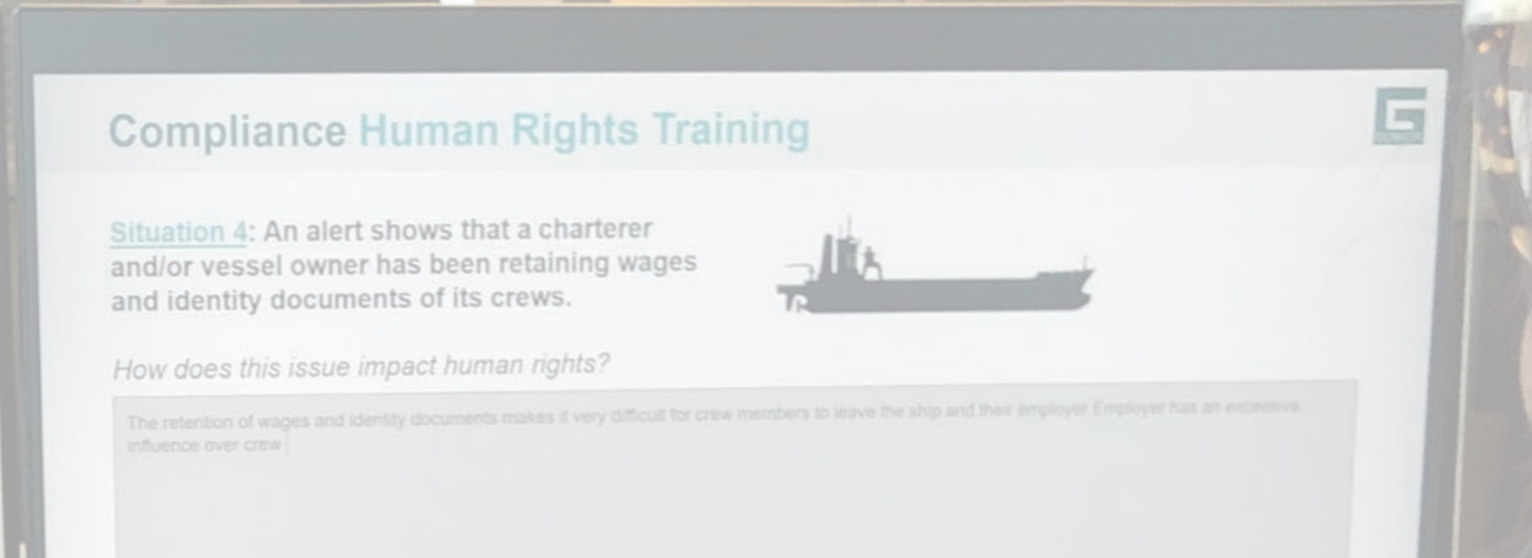 Compliance Human Rights Training
Situation 4: An alert shows that a charterer
and/or vessel owner has been retaining wages
and identity documents of its crews.
How does this issue impact human rights?
The retention of wages and identity documents makes it very difficult for crew members to leave the ship and their employer. Employer has an excessive
influence over crew